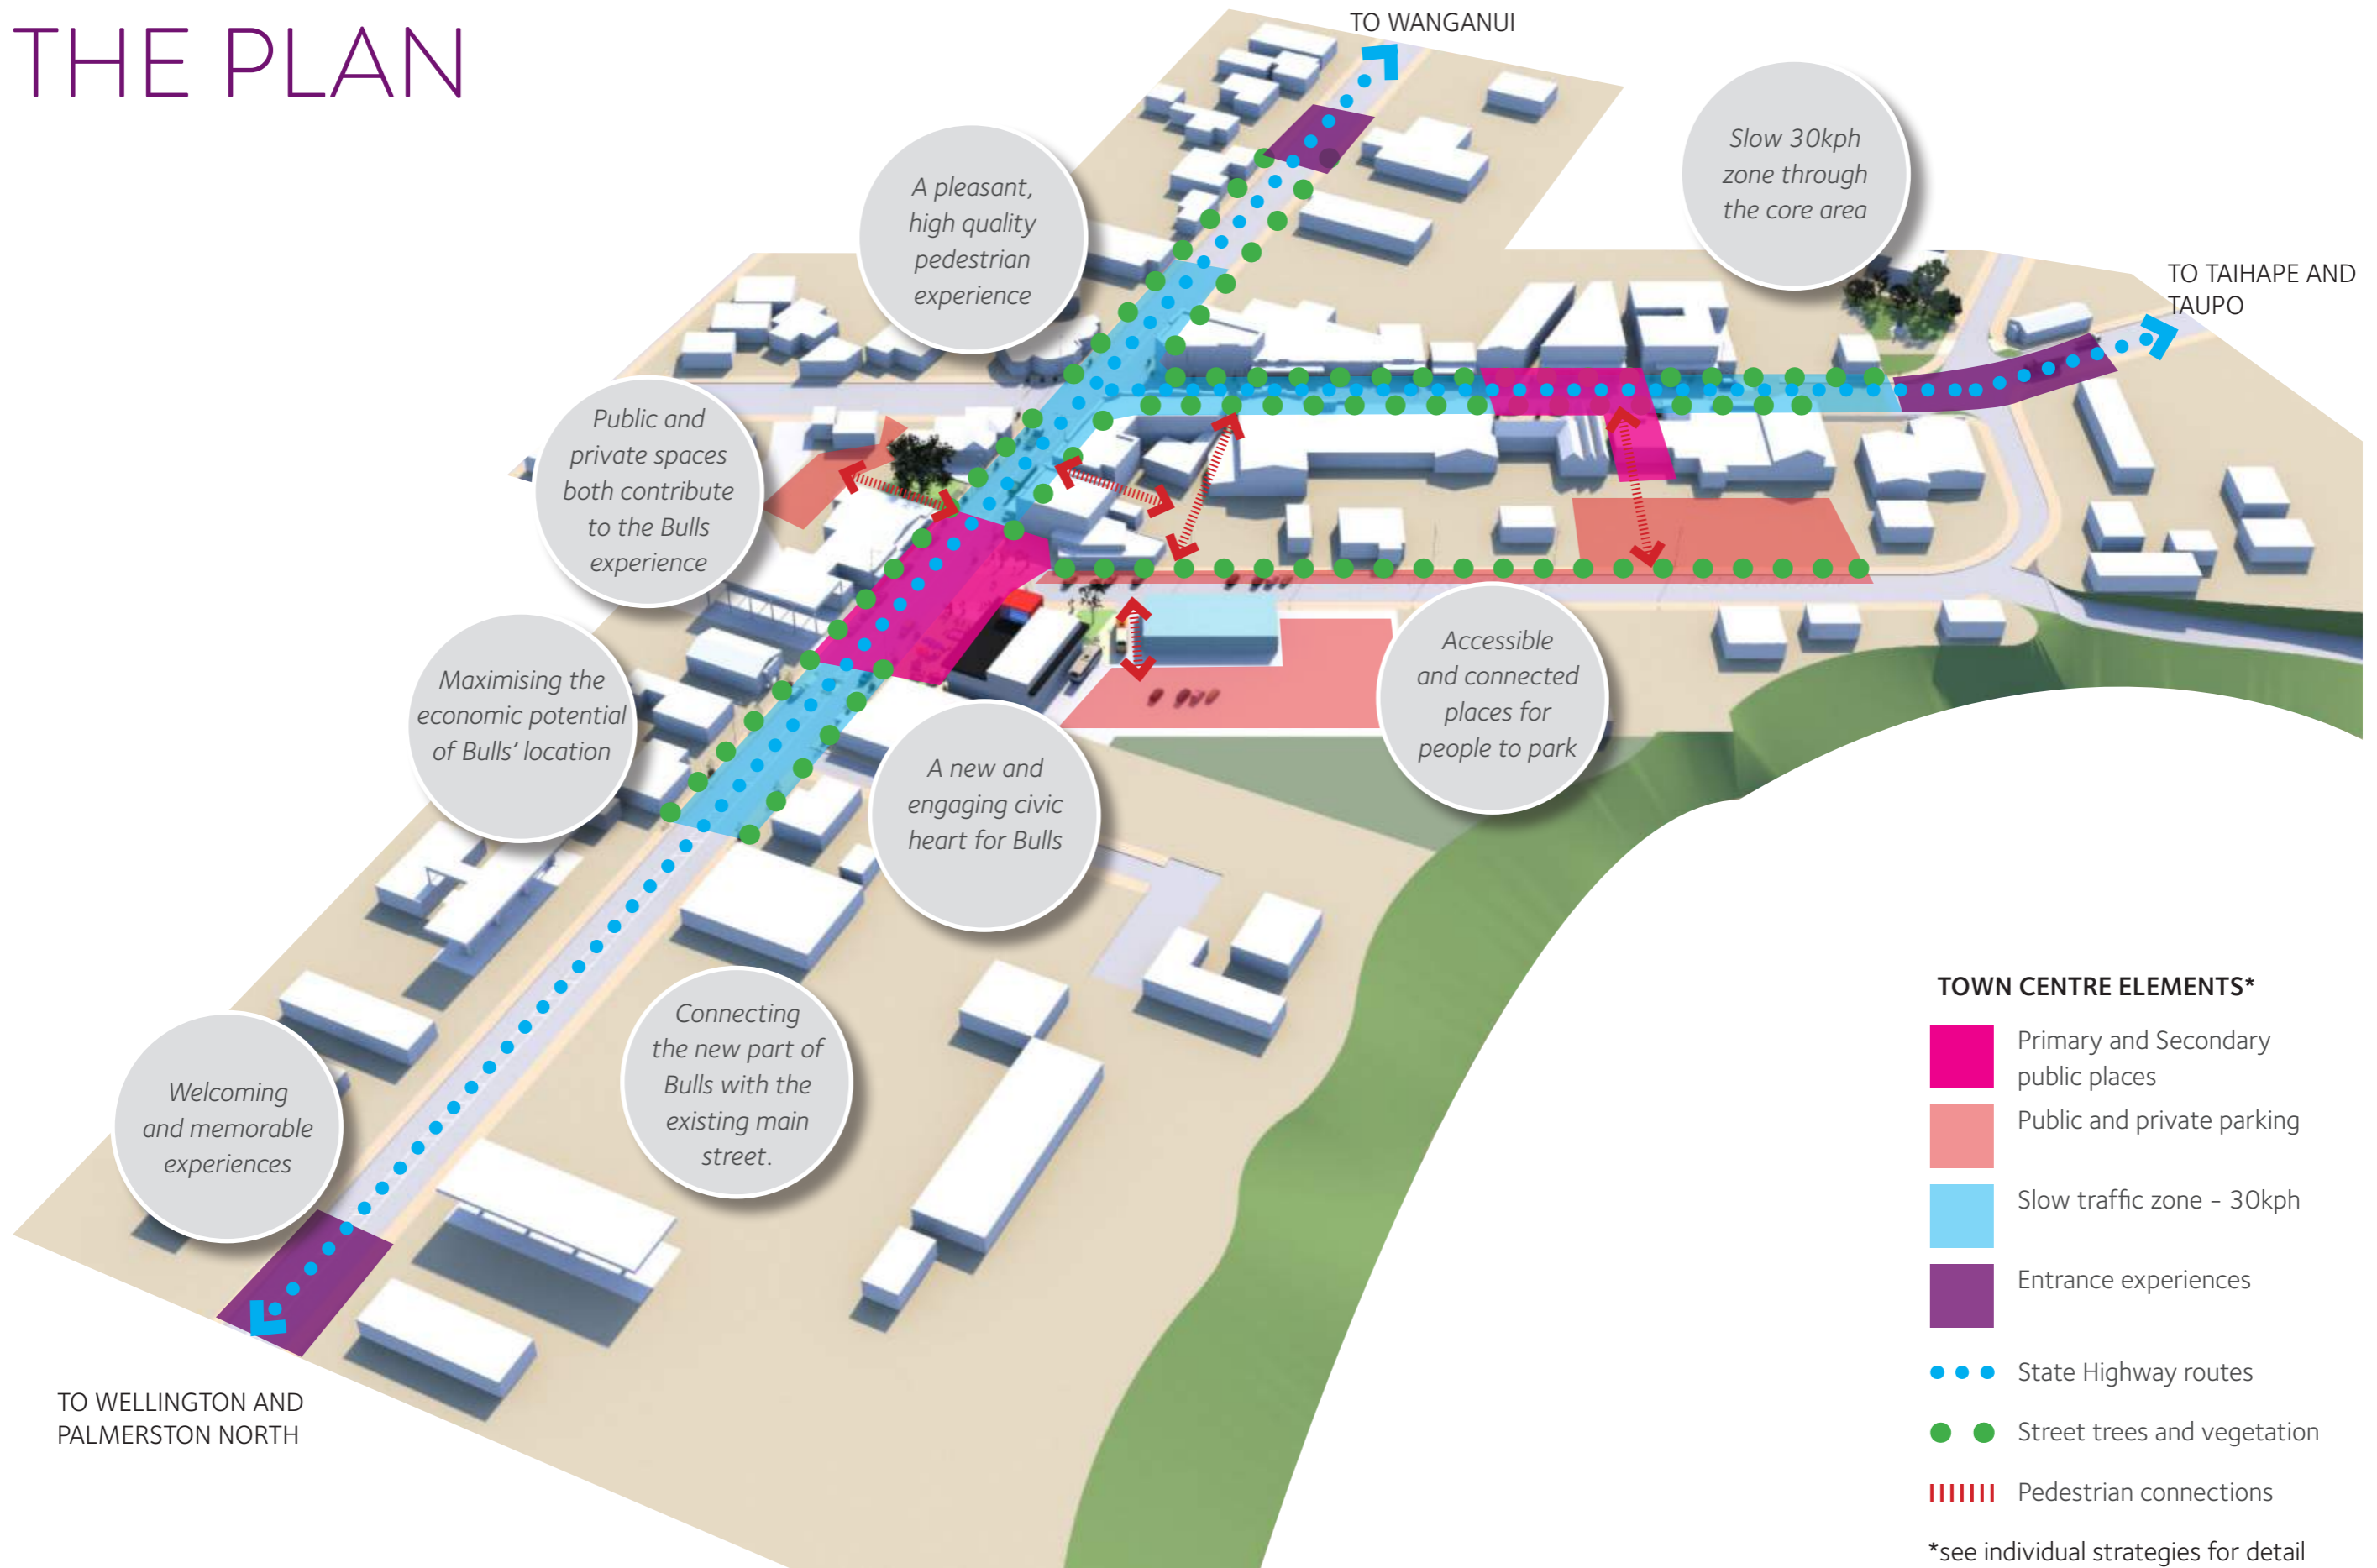 THE PLAN
TO WANGANUI
Slow 30kph
zone through
the core area
A pleasant,
high quality
pedestrian
experience
TO TAIHAPE AND
TAUPO
Public and
private spaces
both contribute
to the Bulls
experience
Maximising the
economic potential
of Bulls' location
Accessible
and connected
places for
people to park
A new and
engaging civic
heart for Bulls
Connecting
the new part of
Bulls with the
existing main
street.
Welcoming
and memorable
experiences
TO WELLINGTON AND
PALMERSTON NORTH
TOWN CENTRE ELEMENTS*
Primary and Secondary
public places
Public and private parking
Slow traffic zone - 30kph
Entrance experiences
State Highway routes
Street trees and vegetation
Pedestrian connections
*see individual strategies for detail